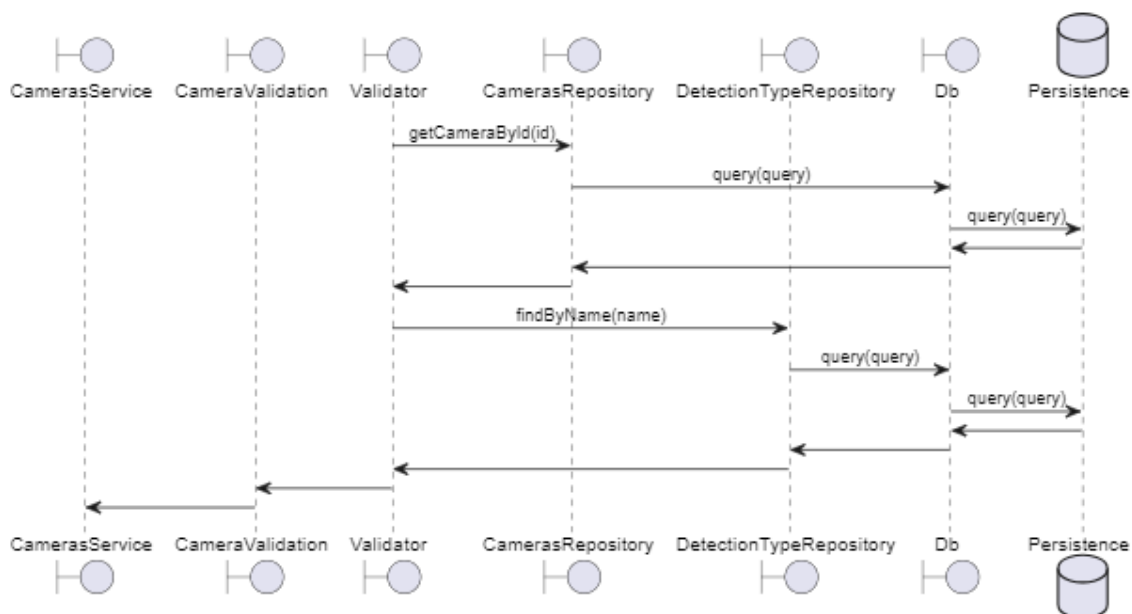 CamerasService CameraValidation Validator CamerasRepository DetectionTypeRepository Db Persistence
getCameraById(id)
query(query)
query(query)
findByName(name)
query(query)
query(query)
CamerasService CameraValidation Validator CamerasRepository DetectionTypeRepository Db Persistence